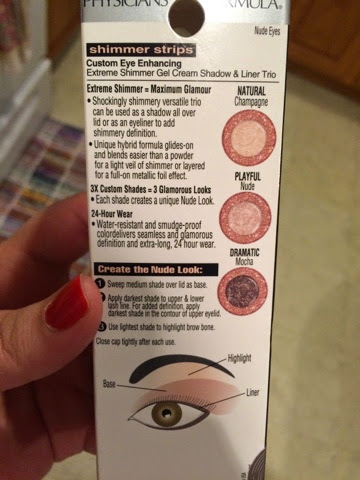 PHYSICIANS FORMULA.
Nude Eyes
shimmer strips
Custom Eye Enhancing
Extreme Shimmer Gel Cream Shadow & Liner Trio
Extreme Shimmer = Maximum Glamour
• Shockingly shimmery versatile trio
can be used as a shadow all over
lid or as an eyeliner to add
shimmery definition.
• Unique hybrid formula glides-on
and blends easier than a powder
for a light veil of shimmer or layered
for a full-on metallic foil effect.
3X Custom Shades = 3 Glamorous Looks
• Each shade creates a unique Nude Look.
24-Hour Wear
• Water-resistant and smudge-proof
color delivers seamless and glamorous
definition and extra-long, 24 hour wear.
NATURAL
Champagne
PLAYFUL
Nude
DRAMATIC
Mocha
Create the Nude Look:
1 Sweep medium shade over lid as base.
2 Apply darkest shade to upper & lower
lash line. For added definition, apply
darkest shade in the contour of upper eyelid.
3 Use lightest shade to highlight brow bone.
Close cap tightly after each use.
Highlight
Base
Liner